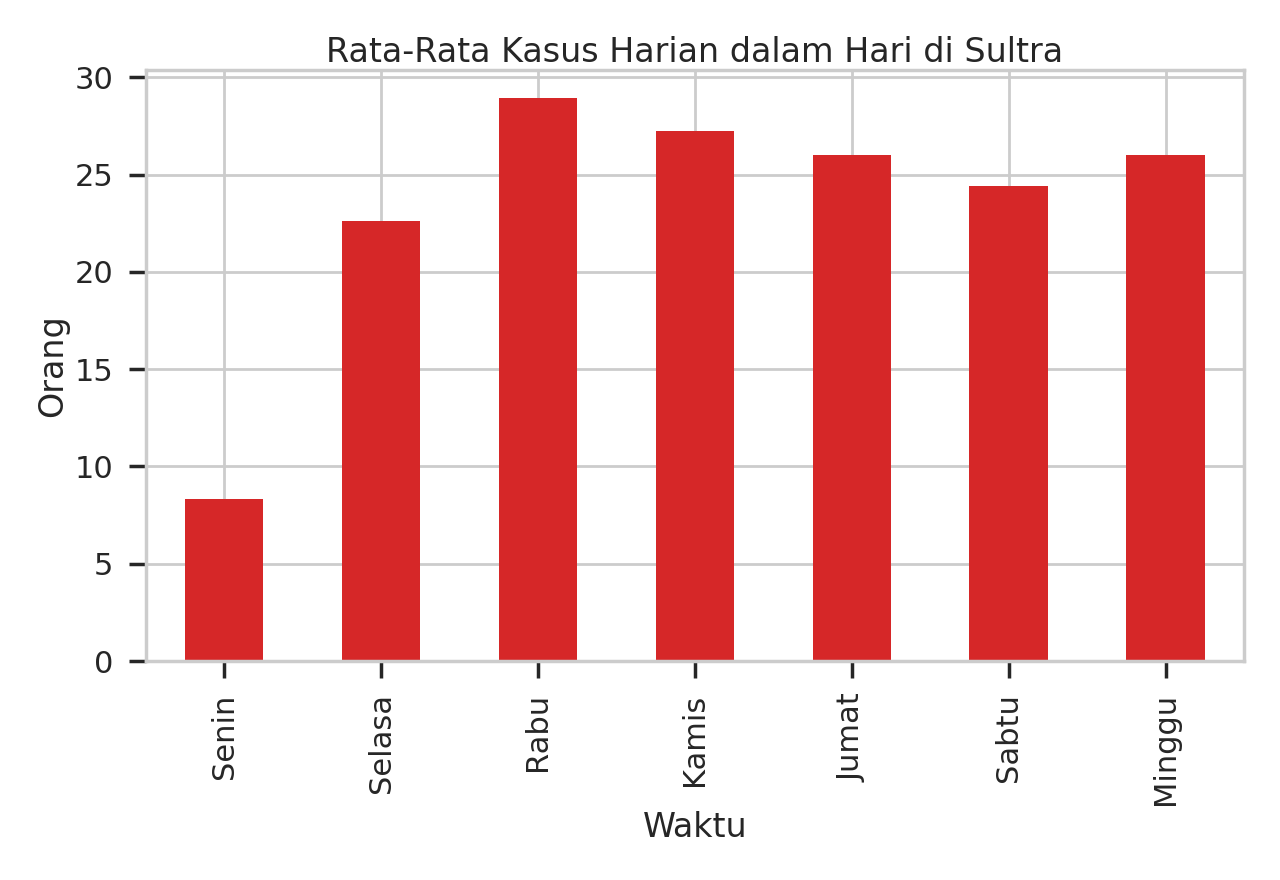 Rata-Rata Kasus Harian dalam Hari di Sultra
30
25
20
15
10
5
0
Orang
Senin
Selasa
Rabu
Kamis
Jumat
Sabtu
Minggu
Waktu